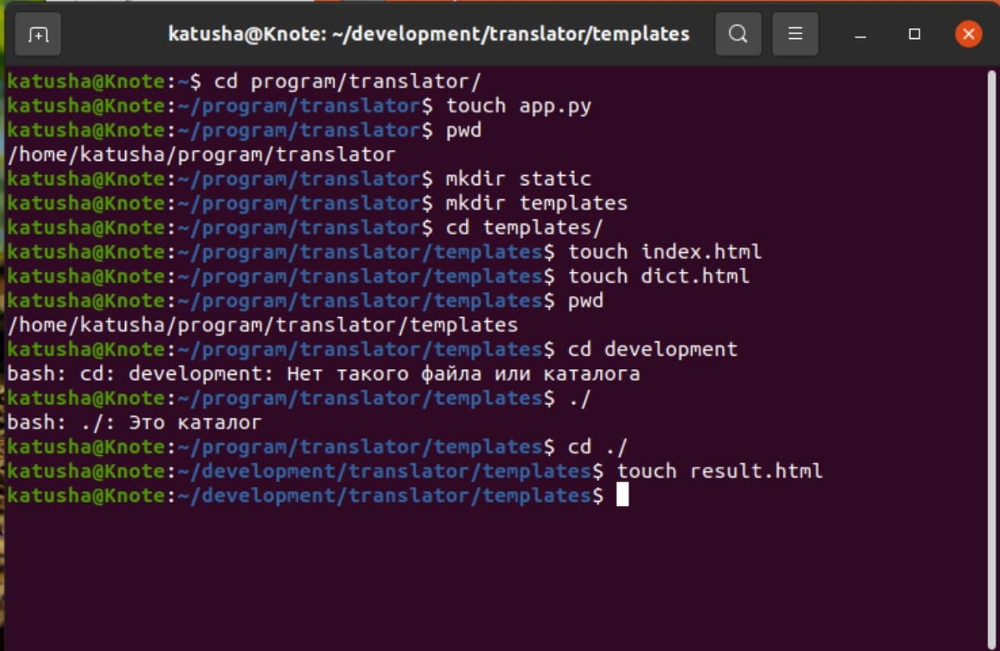 katusha@Knote: ~/development/translator/templates
katusha@Knote:~$ cd program/translator/
katusha@Knote:~/program/translator$ touch app.py
katusha@Knote:~/program/translator$ pwd
/home/katusha/program/translator
katusha@Knote:~/program/translator$ mkdir static
katusha@Knote:~/program/translator$ mkdir templates
katusha@Knote:~/program/translator$ cd templates/
katusha@Knote:~/program/translator/templates$ touch index.html
katusha@Knote:~/program/translator/templates$ touch dict.html
katusha@Knote:~/program/translator/templates$ pwd
/home/katusha/program/translator/templates
katusha@Knote:~/program/translator/templates$ cd development
bash: cd: development: Нет такого файла или каталога
katusha@Knote:~/program/translator/templates$ ./
bash: ./: Это каталог
katusha@Knote:~/program/translator/templates$ cd ./
katusha@Knote:~/development/translator/templates$ touch result.html
katusha@Knote:~/development/translator/templates$